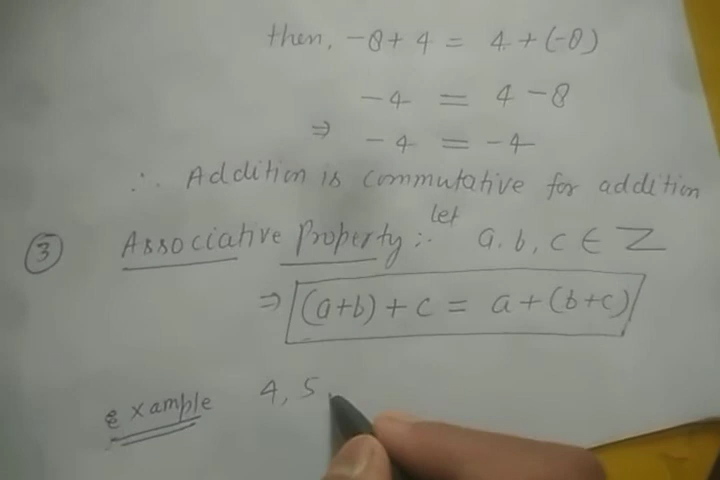 then, -8+4 = 4+(-8)
-4 = 4-8
⇒ -4 = -4
∴ Addition is commutative for addition
③ Associative Property :- let a, b, c ∈ Z
⇒ (a+b)+c = a+(b+c)
example 4, 5